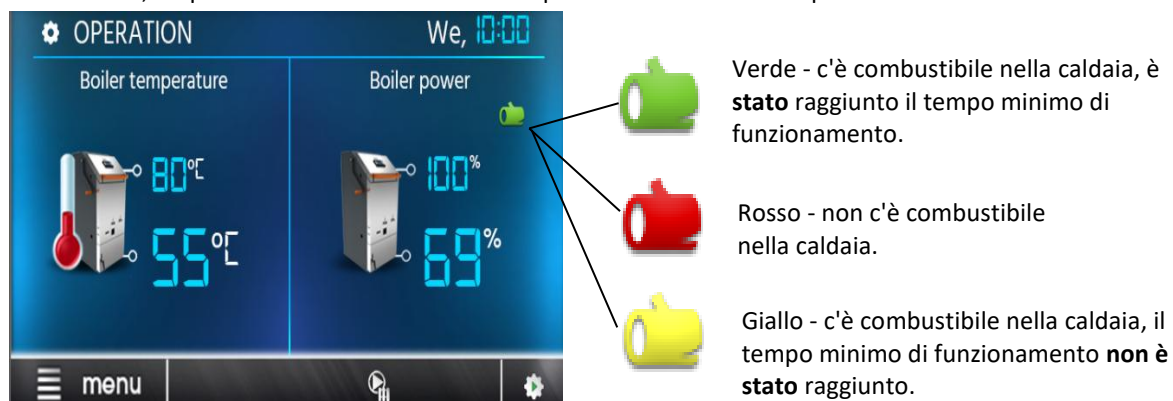 OPERATION
We, 10:00
Boiler temperature
Boiler power
80°C
55°C
100%
69%
menu
Verde - c'è combustibile nella caldaia, è
stato raggiunto il tempo minimo di
funzionamento.
Rosso - non c'è combustibile
nella caldaia.
Giallo - c'è combustibile nella caldaia, il
tempo minimo di funzionamento non è
stato raggiunto.